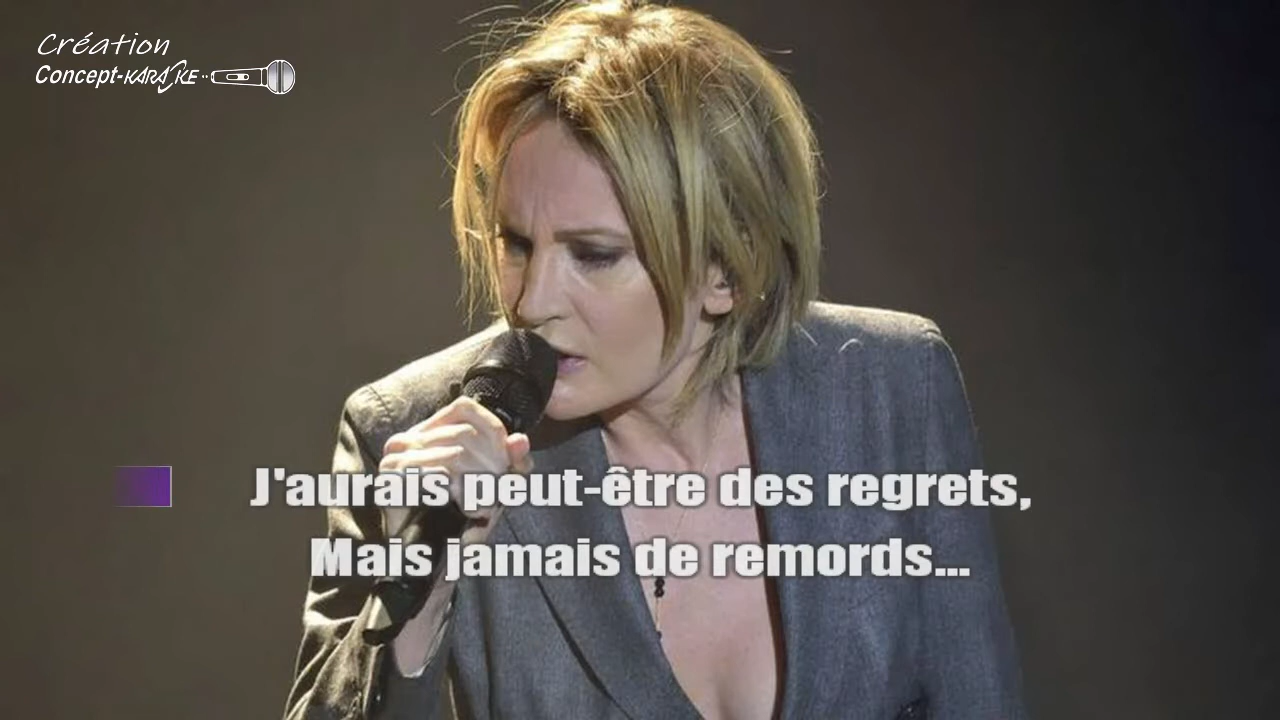 Création
Concept-KARAOKE
J'aurais peut-être des regrets,
Mais jamais de remords...